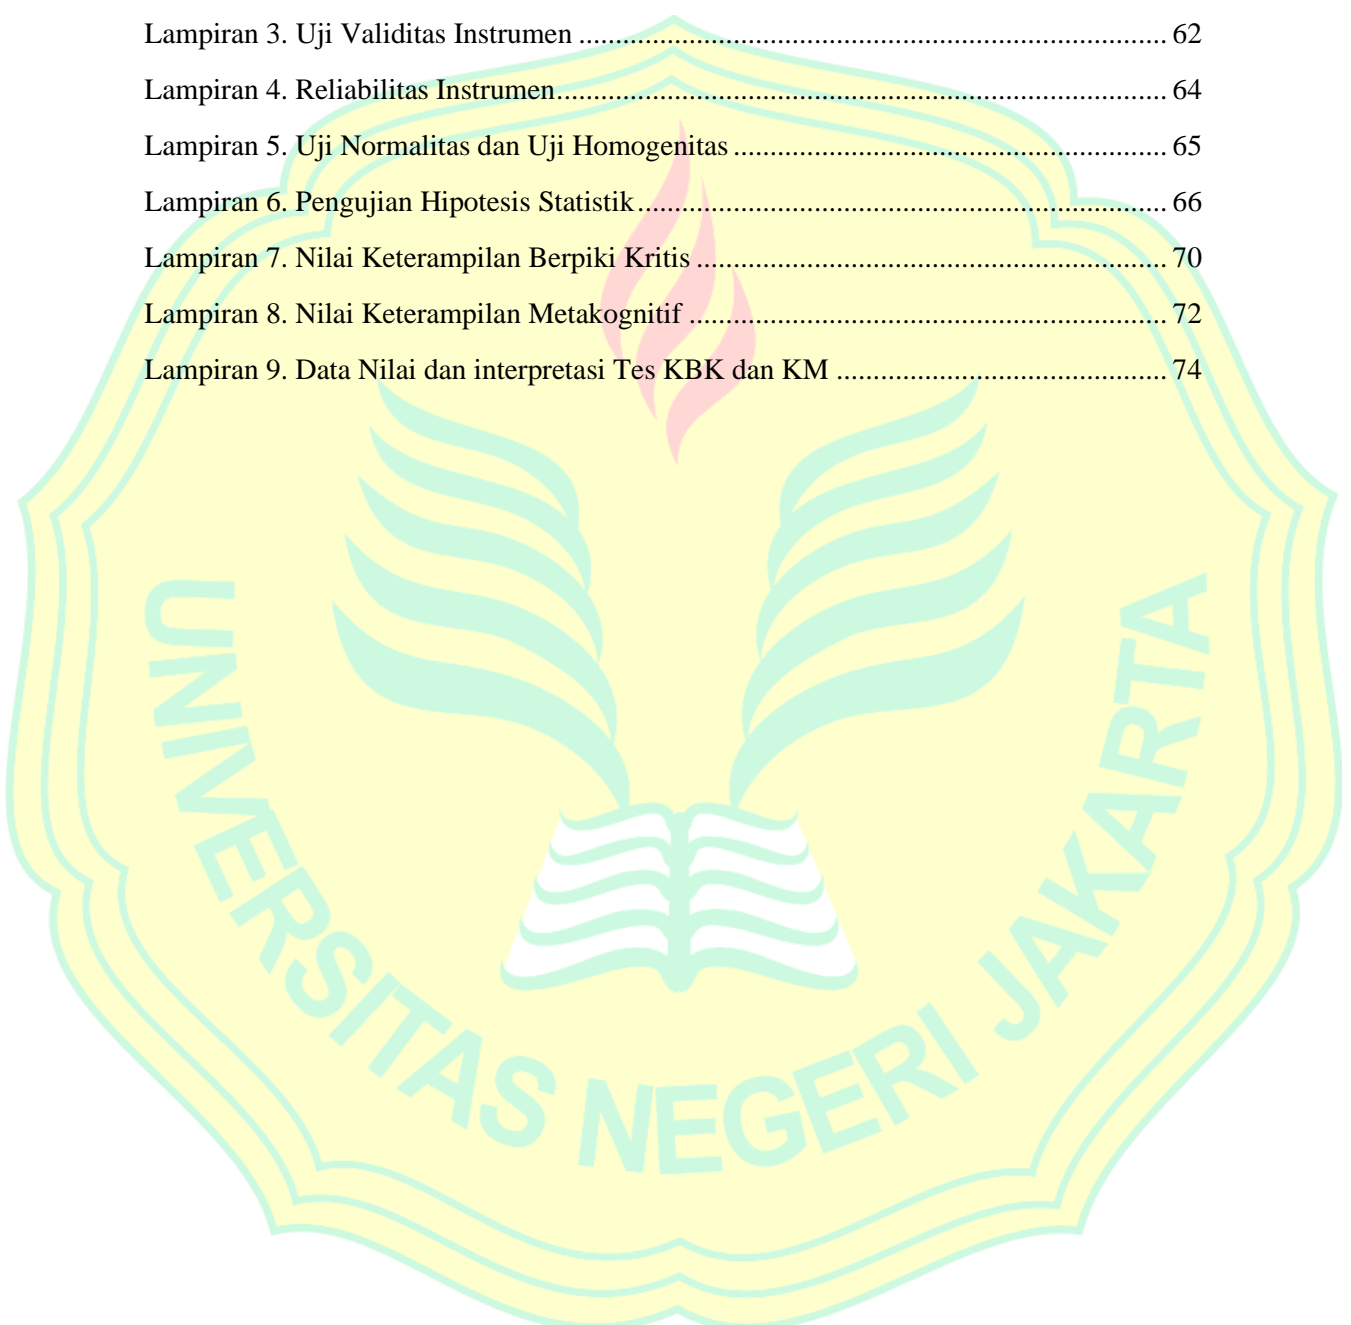 Lampiran 3. Uji Validitas Instrumen ................................................................................ 62
Lampiran 4. Reliabilitas Instrumen................................................................................... 64
Lampiran 5. Uji Normalitas dan Uji Homogenitas ........................................................... 65
Lampiran 6. Pengujian Hipotesis Statistik ........................................................................ 66
Lampiran 7. Nilai Keterampilan Berpiki Kritis ................................................................ 70
Lampiran 8. Nilai Keterampilan Metakognitif ................................................................. 72
Lampiran 9. Data Nilai dan interpretasi Tes KBK dan KM ............................................. 74
UNIVERSITAS NEGERI JAKARTA